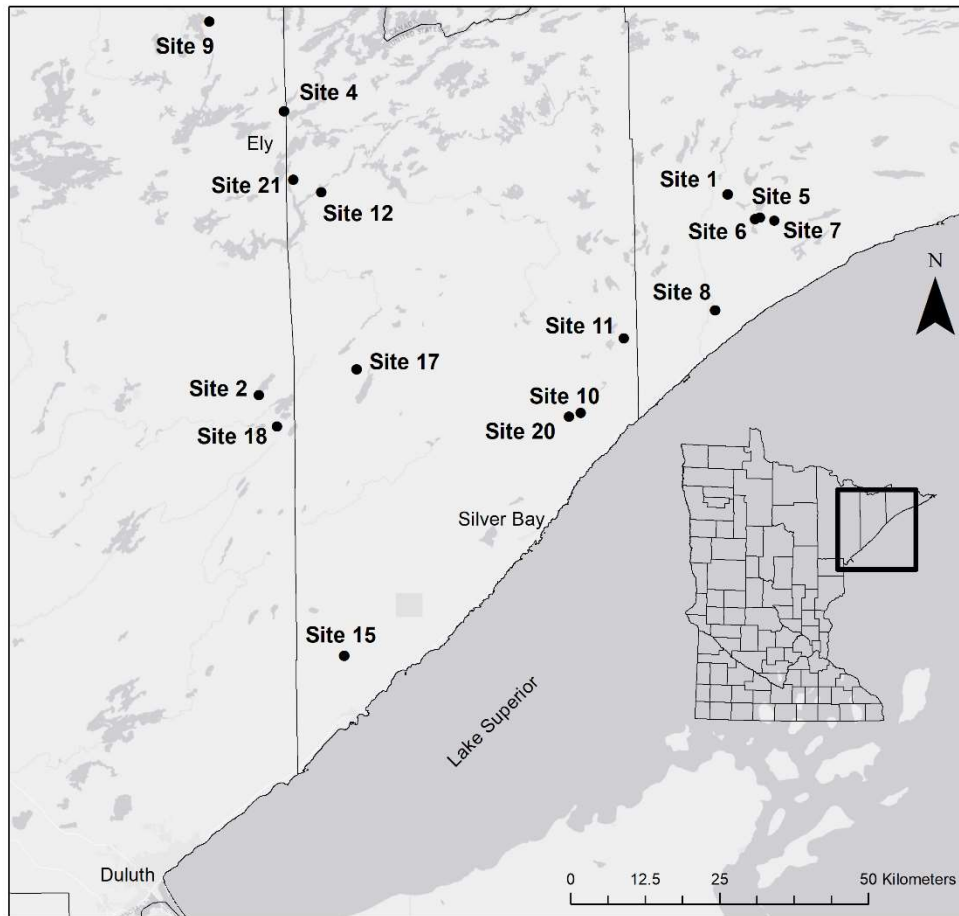 Site 9
Site 4
Ely
Site 21
Site 12
Site 1
Site 5
Site 6
Site 7
N
Site 8
Site 11
Site 17
Site 2
Site 10
Site 18
Site 20
Silver Bay
Site 15
Lake Superior
Duluth
0 12.5 25 50 Kilometers